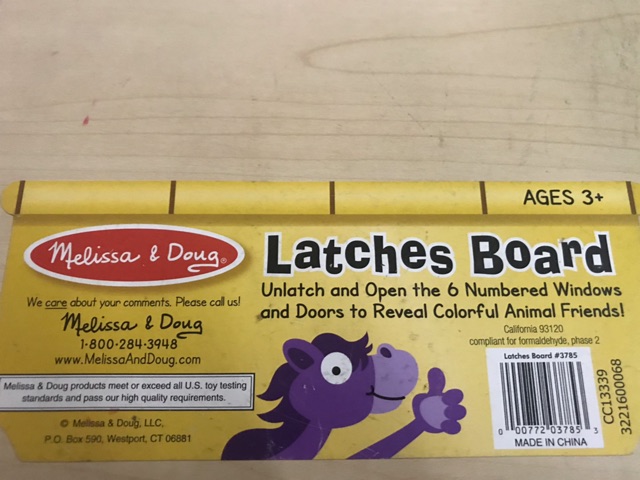 AGES 3+
Melissa & Doug®
Latches Board
Unlatch and Open the 6 Numbered Windows
and Doors to Reveal Colorful Animal Friends!
We care about your comments. Please call us!
Melissa & Doug
1-800-284-3948
www.MelissaAndDoug.com
Melissa & Doug products meet or exceed all U.S. toy testing
standards and pass our high quality requirements.
© Melissa & Doug, LLC,
P.O. Box 590, Westport, CT 06881
California 93120
compliant for formaldehyde, phase 2
Latches Board #3785
0 00772 03785 3
MADE IN CHINA
CC13339
3221600068